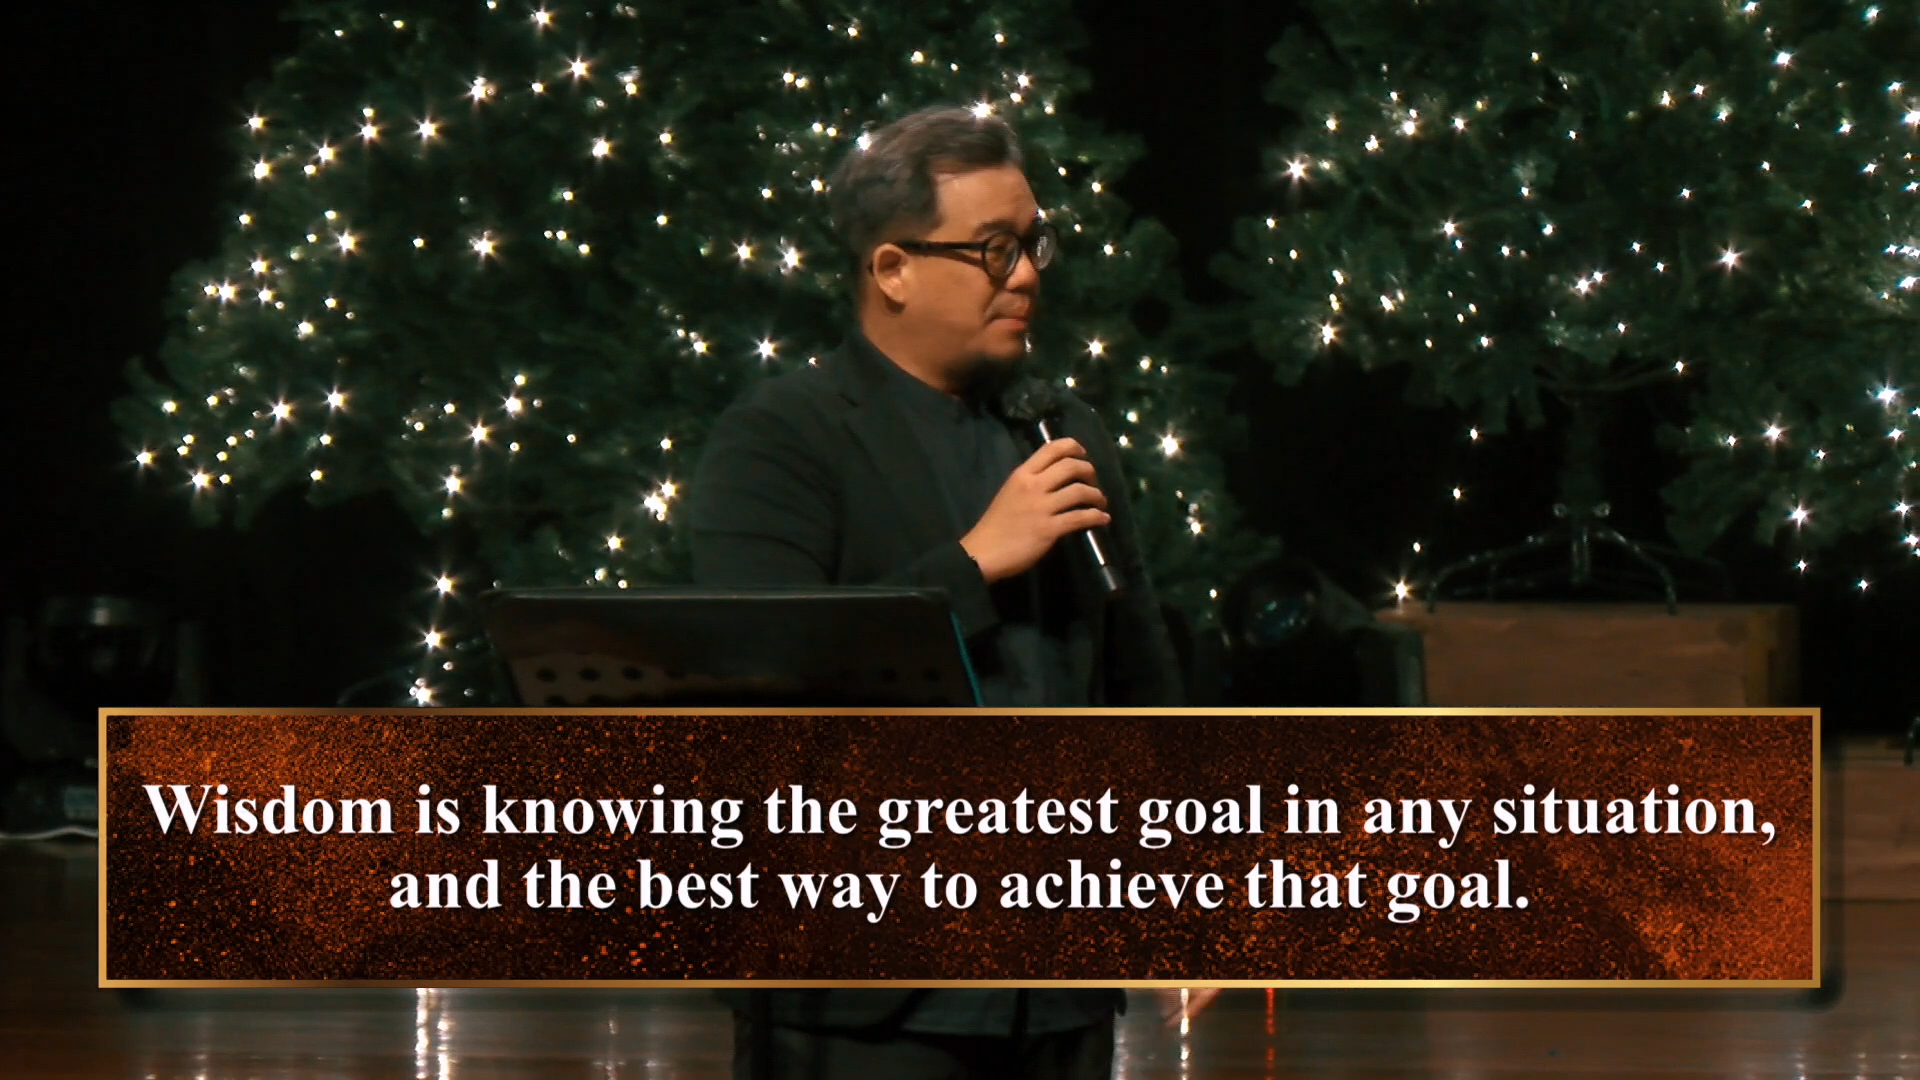 Wisdom is knowing the greatest goal in any situation,
and the best way to achieve that goal.